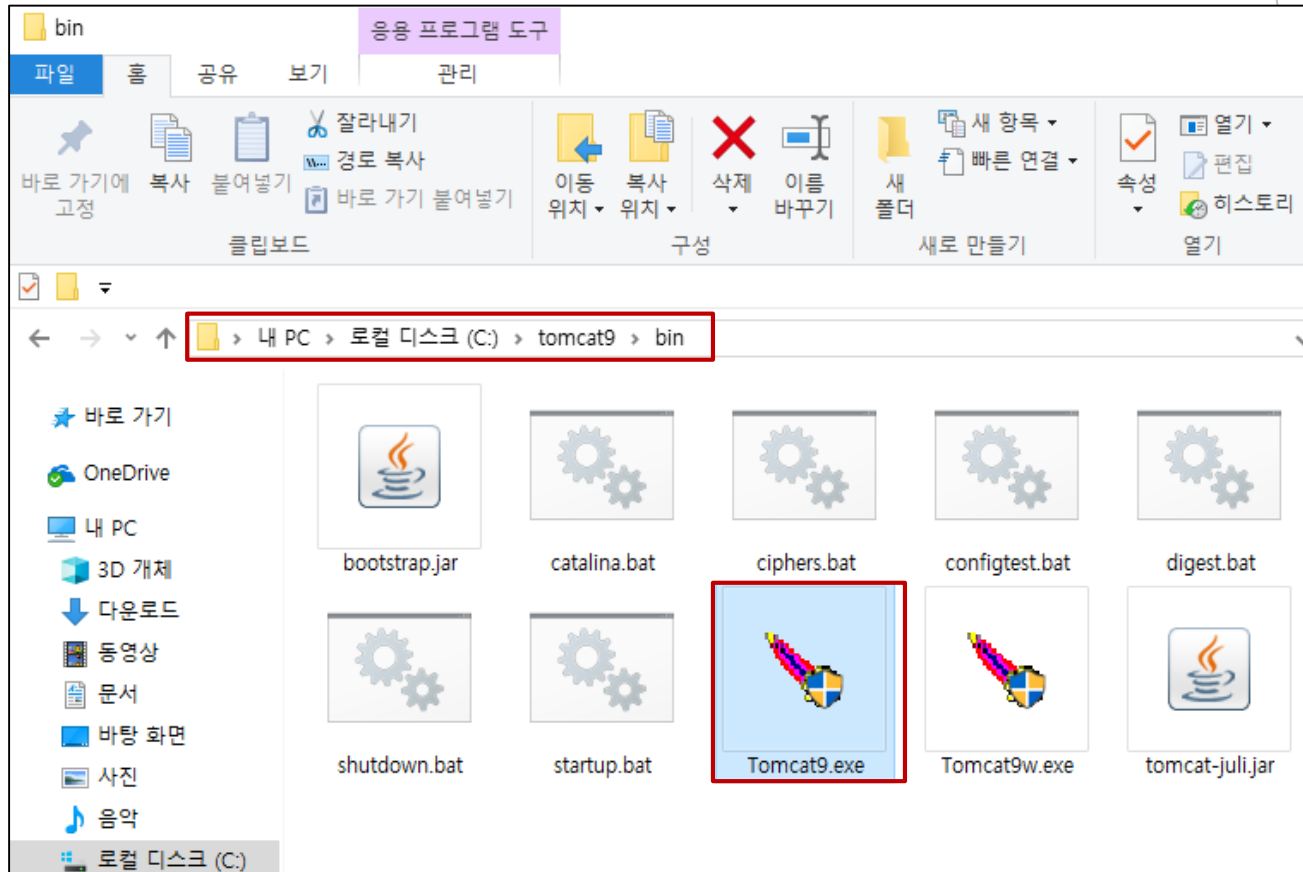 bin
응용 프로그램 도구
파일 홈 공유 보기 관리
바로 가기에 고정
복사
붙여넣기
잘라내기
경로 복사
바로 가기 붙여넣기
클립보드
이동 위치
복사 위치
삭제
이름 바꾸기
구성
새 폴더
새 항목
빠른 연결
새로 만들기
속성
열기
편집
히스토리
열기
내 PC > 로컬 디스크 (C:) > tomcat9 > bin
바로 가기
OneDrive
내 PC
3D 개체
다운로드
동영상
문서
바탕 화면
사진
음악
로컬 디스크 (C:)
bootstrap.jar
catalina.bat
ciphers.bat
configtest.bat
digest.bat
shutdown.bat
startup.bat
Tomcat9.exe
Tomcat9w.exe
tomcat-juli.jar